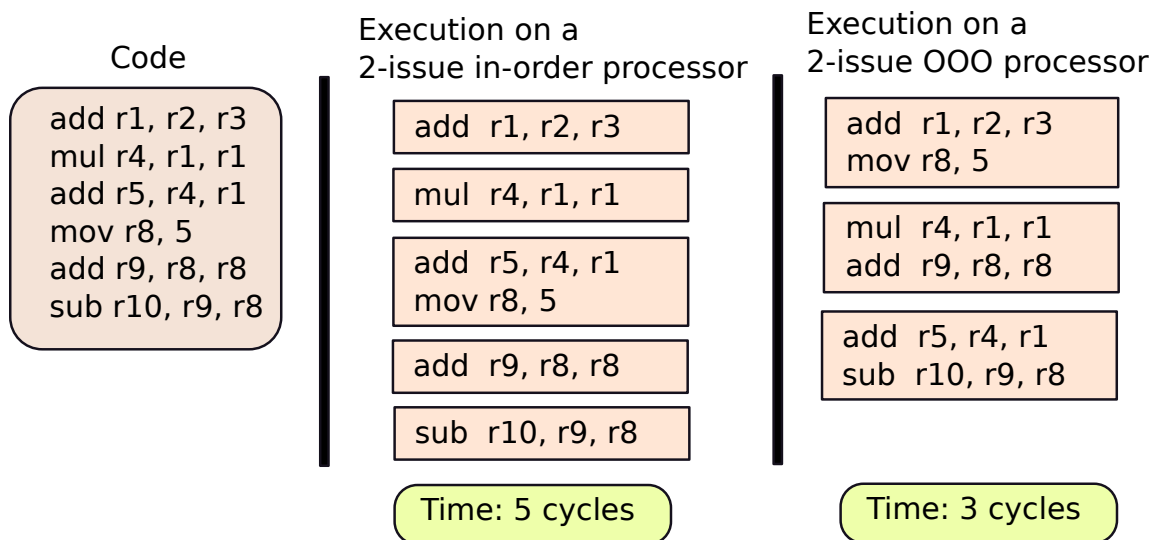 Code
add r1, r2, r3
mul r4, r1, r1
add r5, r4, r1
mov r8, 5
add r9, r8, r8
sub r10, r9, r8
Execution on a
2-issue in-order processor
add r1, r2, r3
mul r4, r1, r1
add r5, r4, r1
mov r8, 5
add r9, r8, r8
sub r10, r9, r8
Time: 5 cycles
Execution on a
2-issue OOO processor
add r1, r2, r3
mov r8, 5
mul r4, r1, r1
add r9, r8, r8
add r5, r4, r1
sub r10, r9, r8
Time: 3 cycles